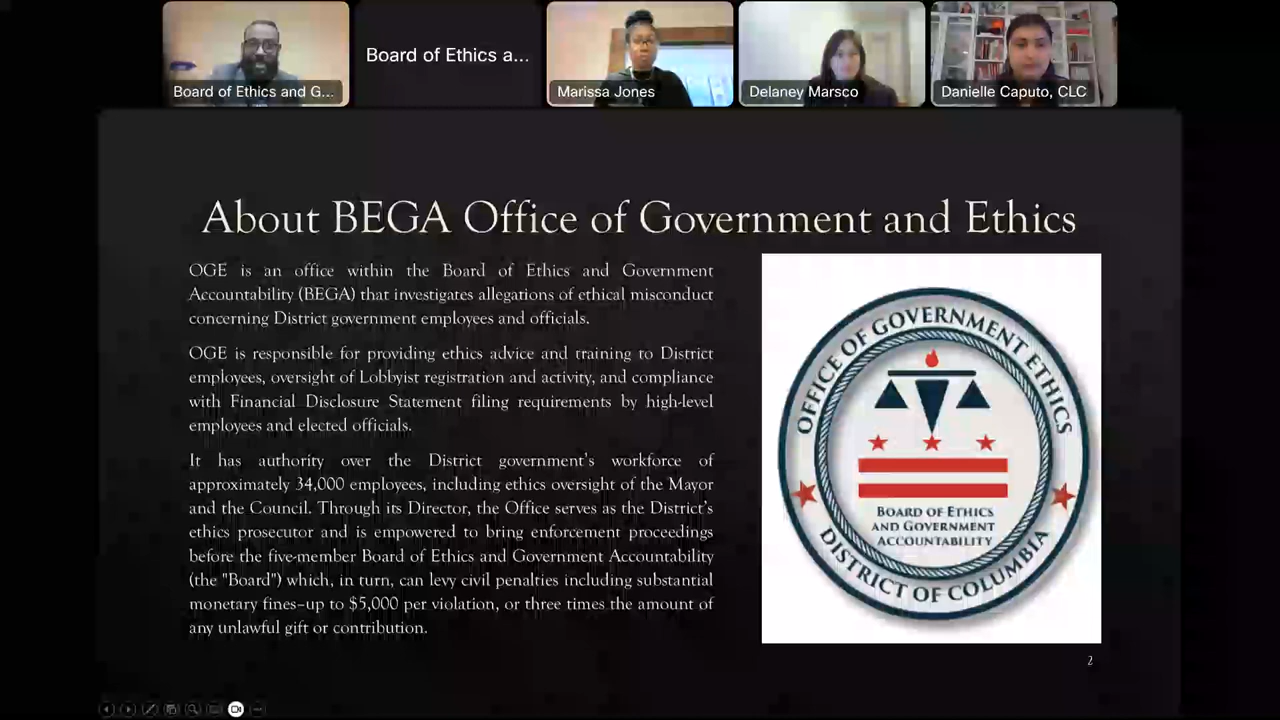 Board of Ethics and G...
Board of Ethics a...
Marissa Jones
Delaney Marsco
Danielle Caputo, CLC
About BEGA Office of Government and Ethics
OGE is an office within the Board of Ethics and Government
Accountability (BEGA) that investigates allegations of ethical misconduct
concerning District government employees and officials.
OGE is responsible for providing ethics advice and training to District
employees, oversight of Lobbyist registration and activity, and compliance
with Financial Disclosure Statement filing requirements by high-level
employees and elected officials.
It has authority over the District government's workforce of
approximately 34,000 employees, including ethics oversight of the Mayor
and the Council. Through its Director, the Office serves as the District's
ethics prosecutor and is empowered to bring enforcement proceedings
before the five-member Board of Ethics and Government Accountability
(the "Board") which, in turn, can levy civil penalties including substantial
monetary fines–up to $5,000 per violation, or three times the amount of
any unlawful gift or contribution.
OFFICE OF GOVERNMENT ETHICS
BOARD OF ETHICS
AND GOVERNMENT
ACCOUNTABILITY
DISTRICT OF COLUMBIA
2